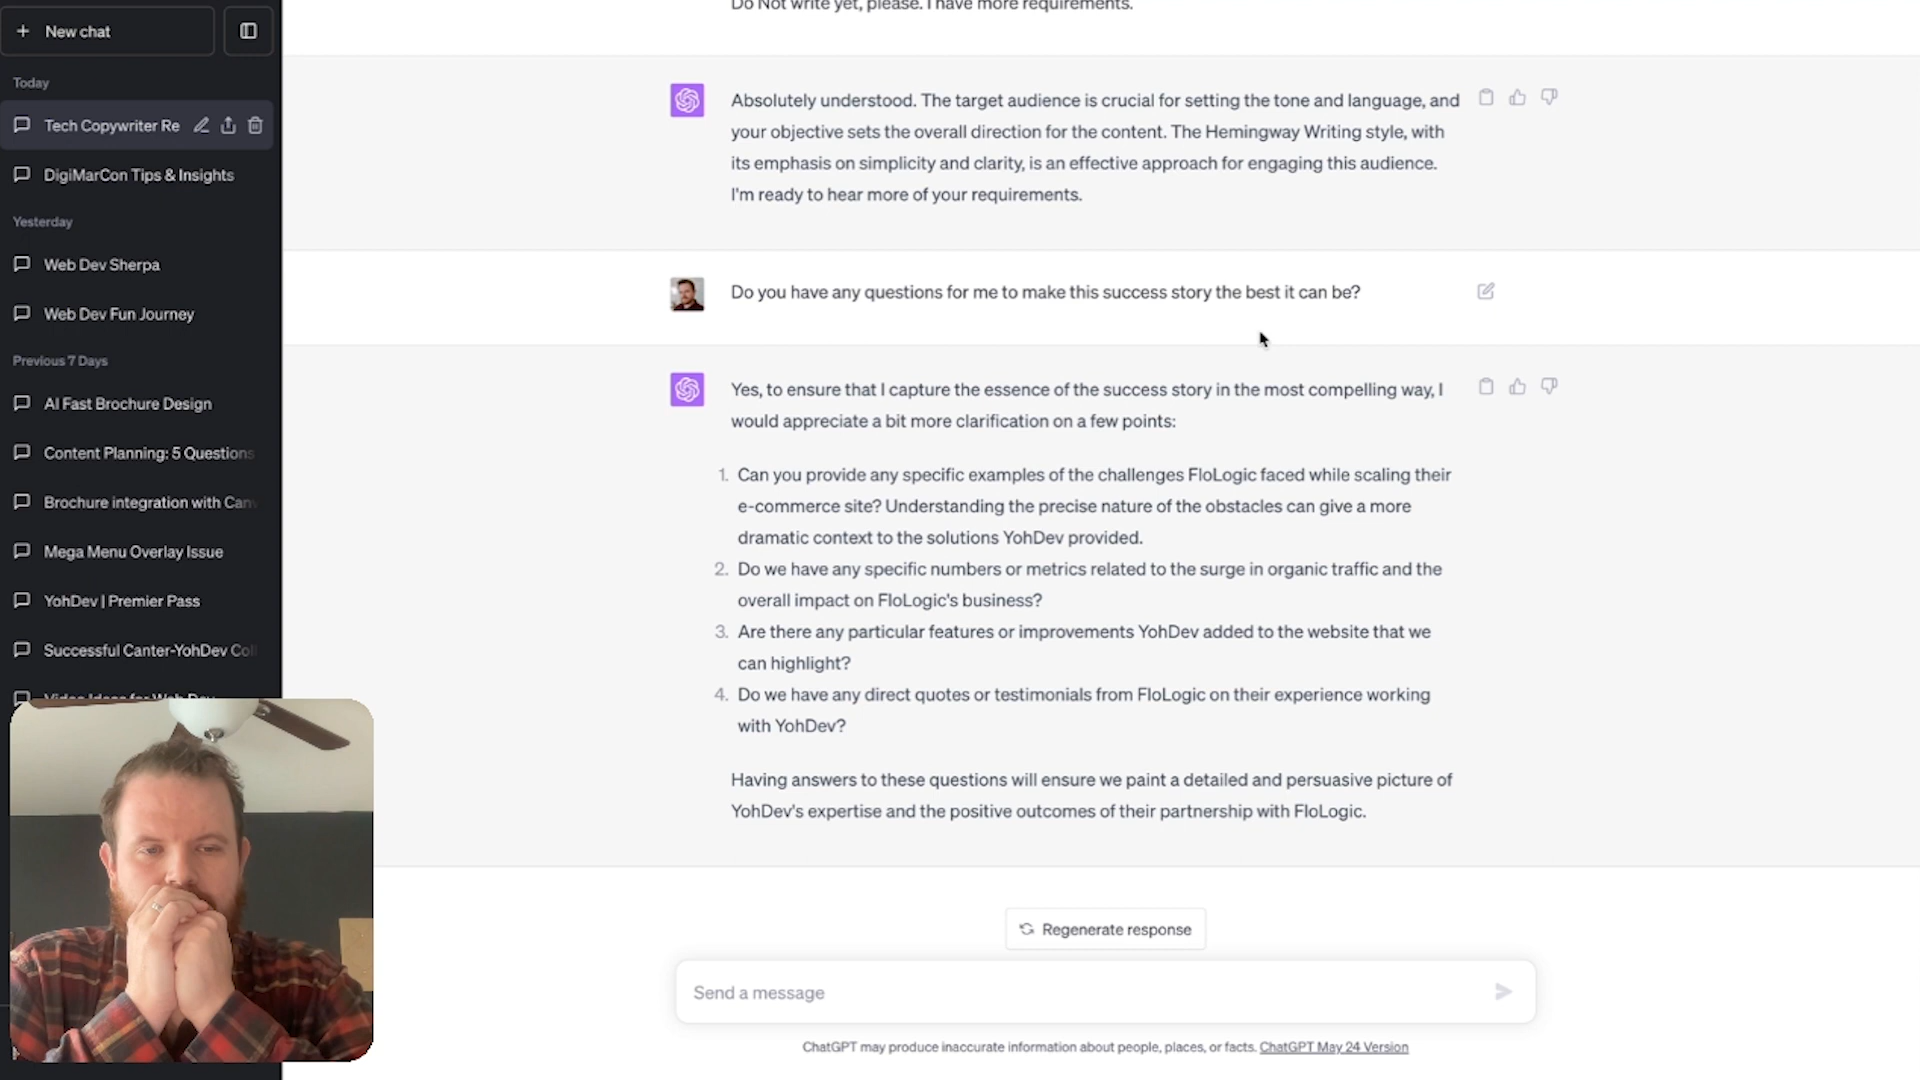 New chat
Today
Tech Copywriter Re
DigiMarCon Tips & Insights
Yesterday
Web Dev Sherpa
Web Dev Fun Journey
Previous 7 Days
AI Fast Brochure Design
Content Planning: 5 Questions
Brochure integration with Can
Mega Menu Overlay Issue
YohDev | Premier Pass
Successful Canter-YohDev Col
Video Ideas for Web Dev
Do Not write yet, please. I have more requirements.
Absolutely understood. The target audience is crucial for setting the tone and language, and
your objective sets the overall direction for the content. The Hemingway Writing style, with
its emphasis on simplicity and clarity, is an effective approach for engaging this audience.
I'm ready to hear more of your requirements.
Do you have any questions for me to make this success story the best it can be?
Yes, to ensure that I capture the essence of the success story in the most compelling way, I
would appreciate a bit more clarification on a few points:
1. Can you provide any specific examples of the challenges FloLogic faced while scaling their
e-commerce site? Understanding the precise nature of the obstacles can give a more
dramatic context to the solutions YohDev provided.
2. Do we have any specific numbers or metrics related to the surge in organic traffic and the
overall impact on FloLogic's business?
3. Are there any particular features or improvements YohDev added to the website that we
can highlight?
4. Do we have any direct quotes or testimonials from FloLogic on their experience working
with YohDev?
Having answers to these questions will ensure we paint a detailed and persuasive picture of
YohDev's expertise and the positive outcomes of their partnership with FloLogic.
Regenerate response
Send a message
ChatGPT may produce inaccurate information about people, places, or facts. ChatGPT May 24 Version